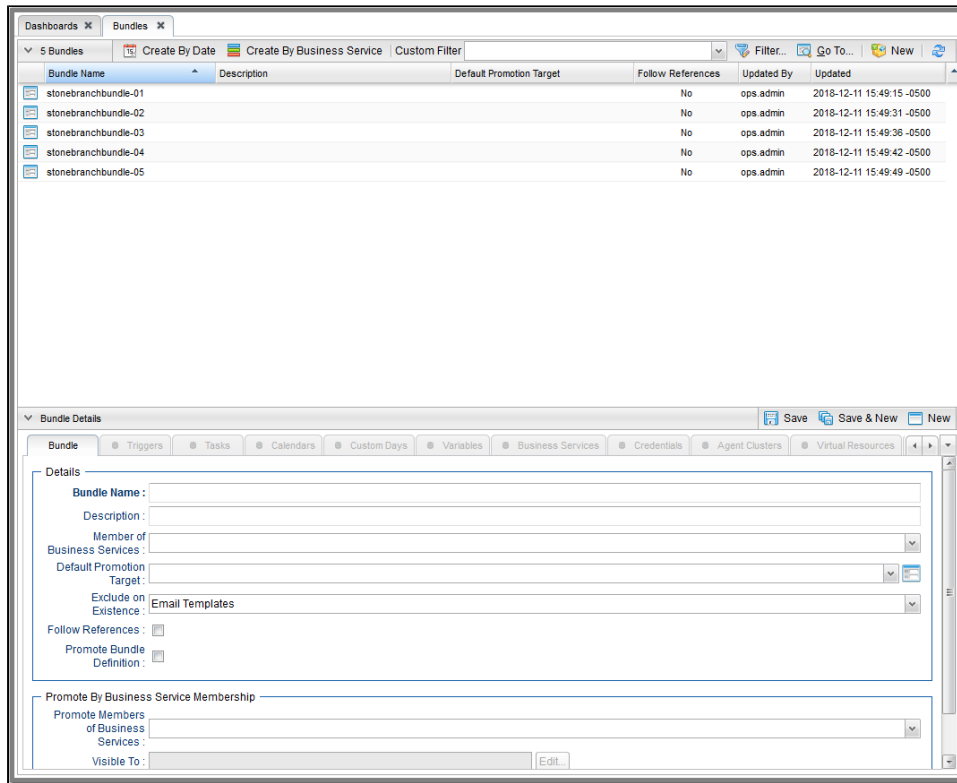 Dashboards Bundles
5 Bundles 15 Create By Date Create By Business Service Custom Filter Filter... Go To... New
Bundle Name Description Default Promotion Target Follow References Updated By Updated
stonebranchbundle-01 No ops.admin 2018-12-11 15:49:15 -0500
stonebranchbundle-02 No ops.admin 2018-12-11 15:49:31 -0500
stonebranchbundle-03 No ops.admin 2018-12-11 15:49:36 -0500
stonebranchbundle-04 No ops.admin 2018-12-11 15:49:42 -0500
stonebranchbundle-05 No ops.admin 2018-12-11 15:49:49 -0500
Bundle Details Save Save & New New
Bundle Triggers Tasks Calendars Custom Days Variables Business Services Credentials Agent Clusters Virtual Resources
Details
Bundle Name :
Description :
Member of
Business Services :
Default Promotion
Target :
Exclude on
Existence : Email Templates
Follow References :
Promote Bundle
Definition :
Promote By Business Service Membership
Promote Members
of Business
Services :
Visible To : Edit...